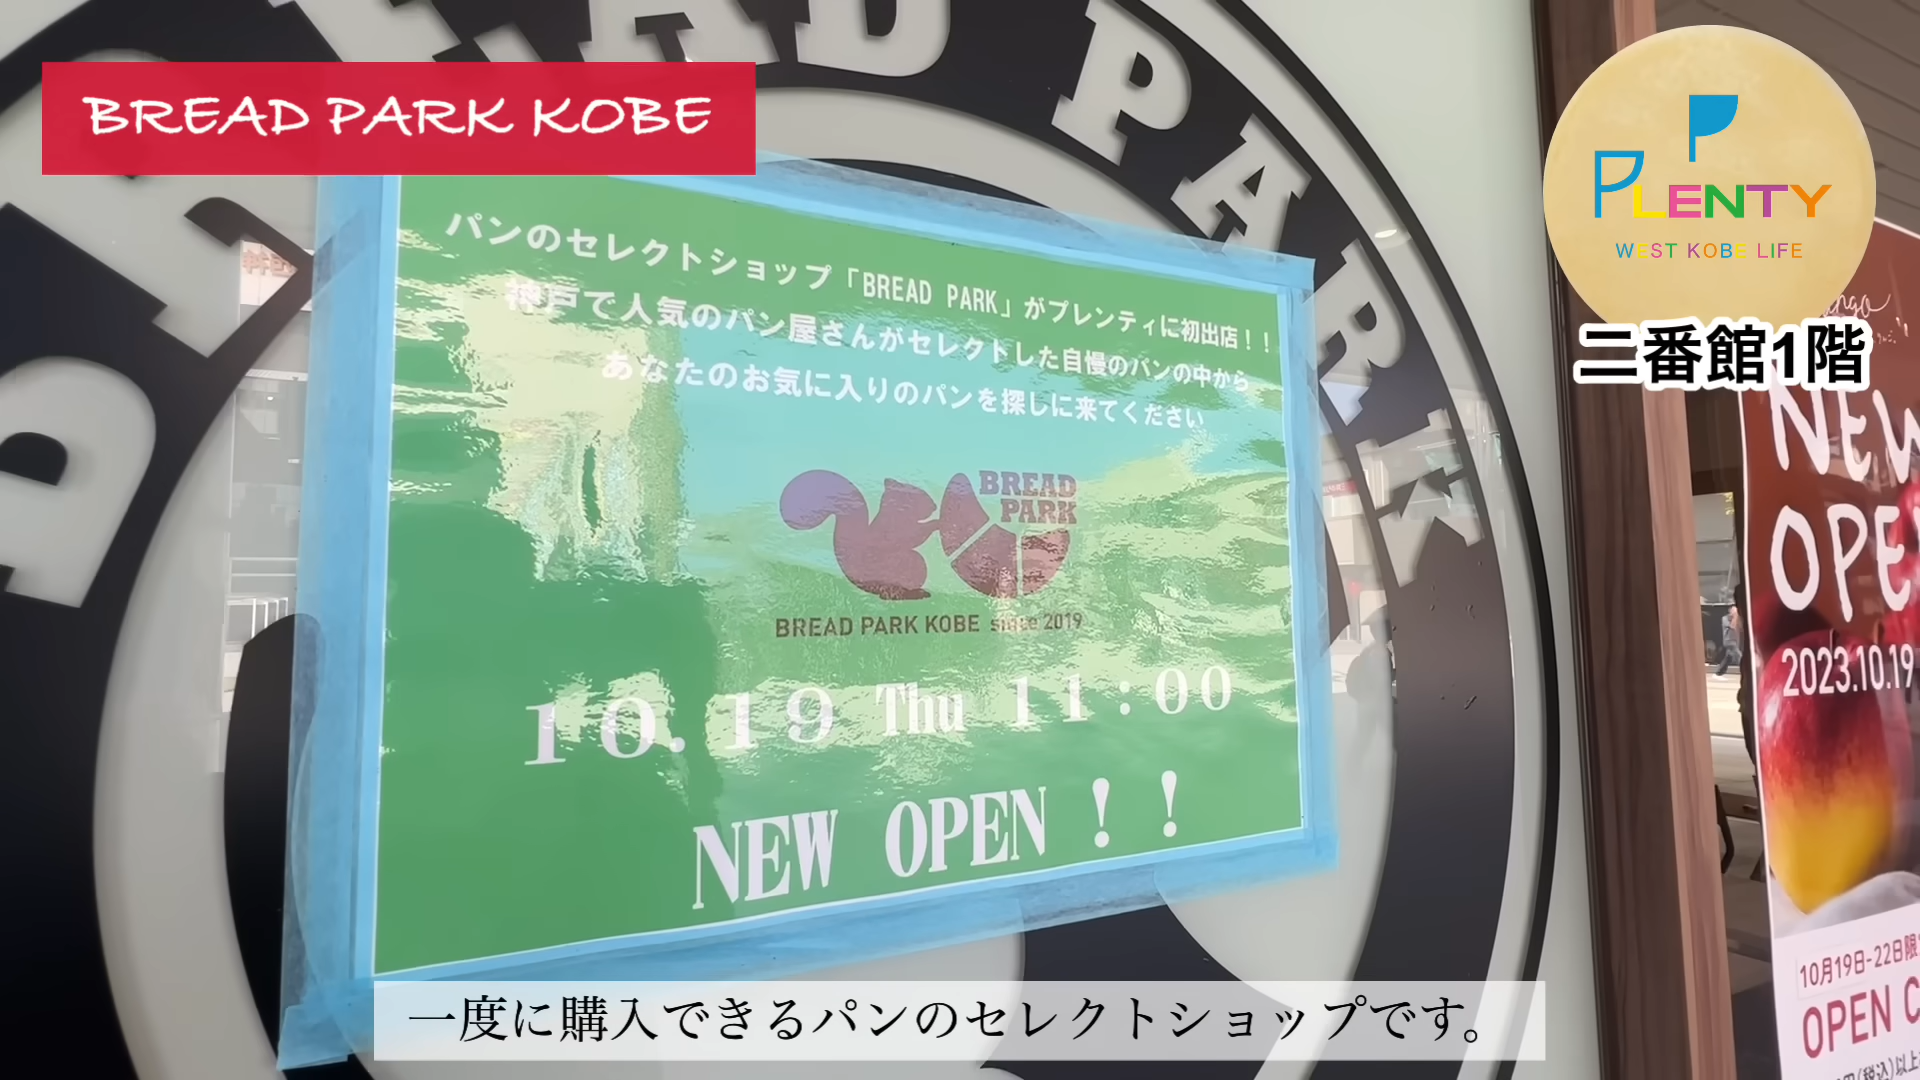 BREAD PARK KOBE
BREAD PARK
PLENTY
WEST KOBE LIFE
二番館1階
パンのセレクトショップ「BREAD PARK」がプレンティに初出店！！
神戸で人気のパン屋さんがセレクトした自慢のパンの中から
あなたのお気に入りのパンを探しに来てください
BREAD
PARK
BREAD PARK KOBE since 2019
10.19 Thu 11:00
NEW OPEN！！
NEW
OPE
2023.10.19
10月19日-22日限
OPEN C
(税込)以上
一度に購入できるパンのセレクトショップです。